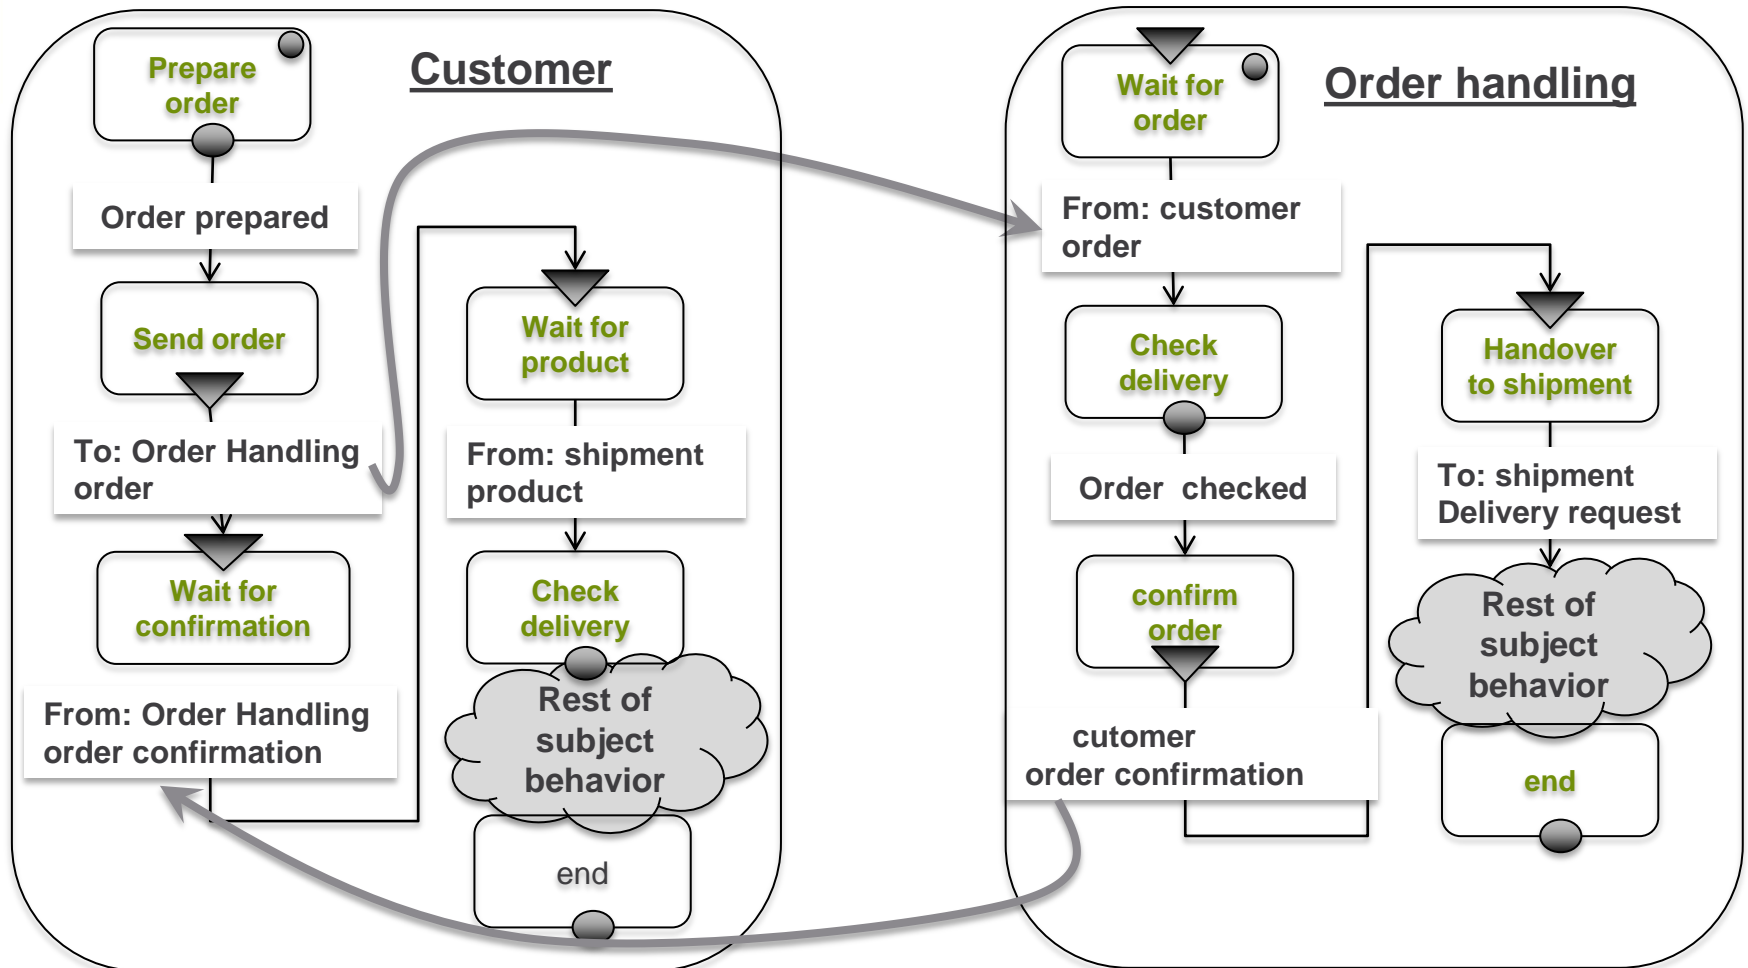 Customer
Prepare
order
Order prepared
Send order
To: Order Handling
order
Wait for
confirmation
From: Order Handling
order confirmation
Wait for
product
From: shipment
product
Check
delivery
Rest of
subject
behavior
end
Order handling
Wait for
order
From: customer
order
Check
delivery
Order checked
confirm
order
cutomer
order confirmation
Handover
to shipment
To: shipment
Delivery request
Rest of
subject
behavior
end